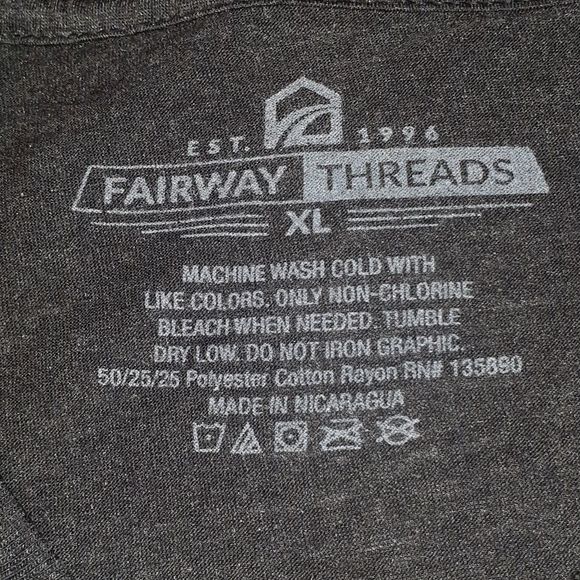 EST. 1996
FAIRWAY THREADS
XL
MACHINE WASH COLD WITH
LIKE COLORS. ONLY NON-CHLORINE
BLEACH WHEN NEEDED. TUMBLE
DRY LOW. DO NOT IRON GRAPHIC.
50/25/25 Polyester Cotton Rayon RN# 135890
MADE IN NICARAGUA